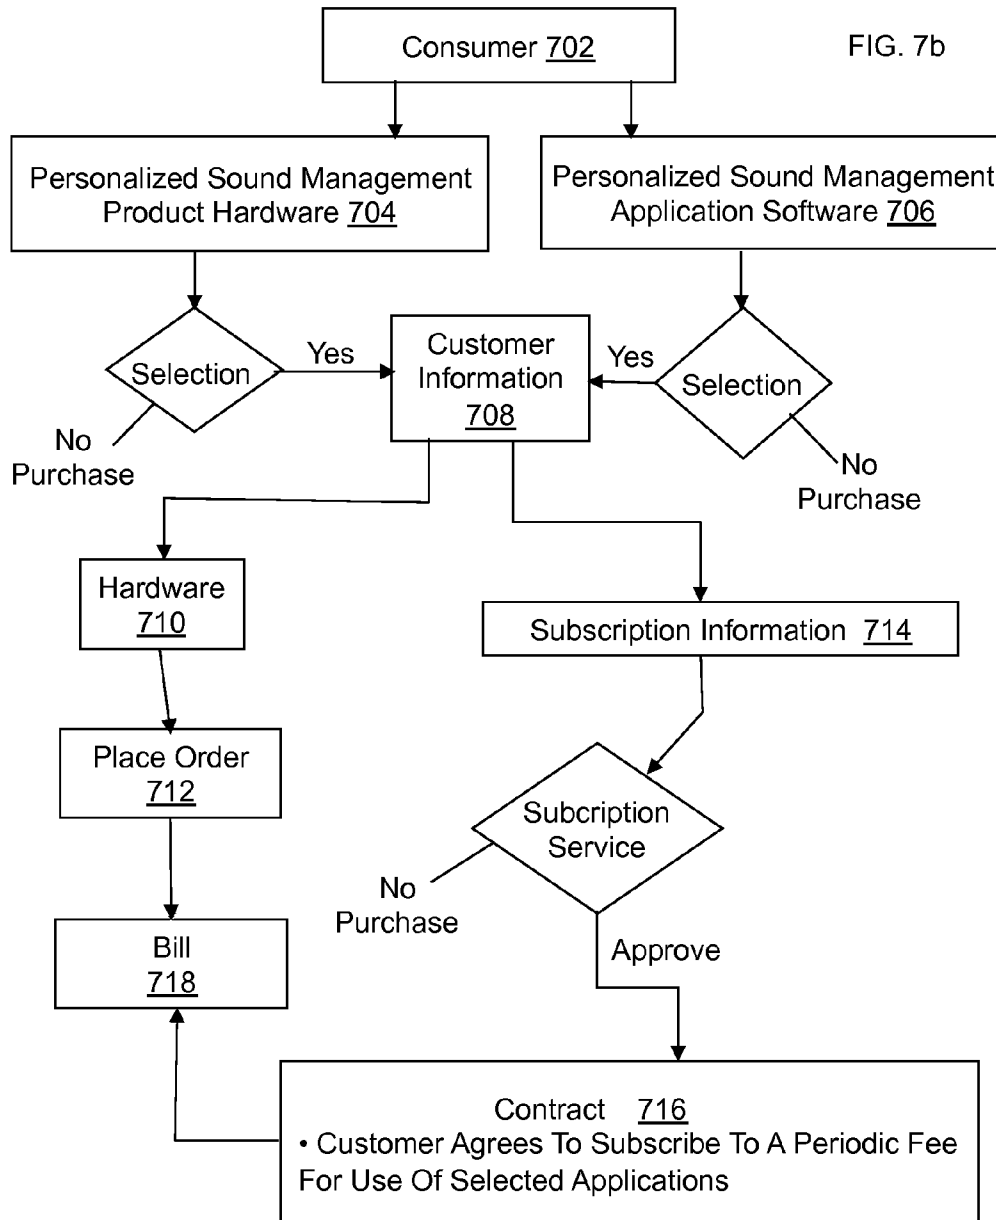 Consumer 702
FIG. 7b
Personalized Sound Management
Product Hardware 704
Personalized Sound Management
Application Software 706
Selection
Yes
Customer
Information
708
Yes
Selection
No
Purchase
No
Purchase
Hardware
710
Subscription Information 714
Place Order
712
Subcription
Service
No
Purchase
Approve
Bill
718
Contract 716
• Customer Agrees To Subscribe To A Periodic Fee
For Use Of Selected Applications